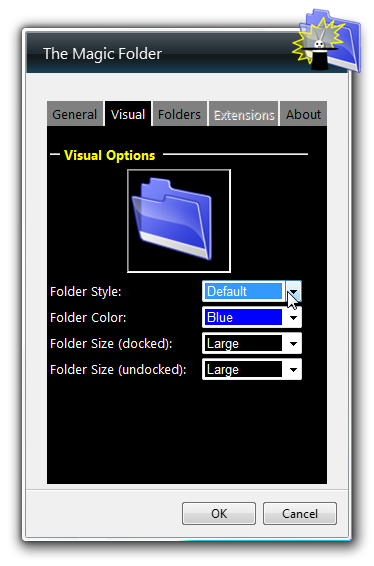 The Magic Folder
General Visual Folders Extensions About
Visual Options
Folder Style: Default
Folder Color: Blue
Folder Size (docked): Large
Folder Size (undocked): Large
OK Cancel